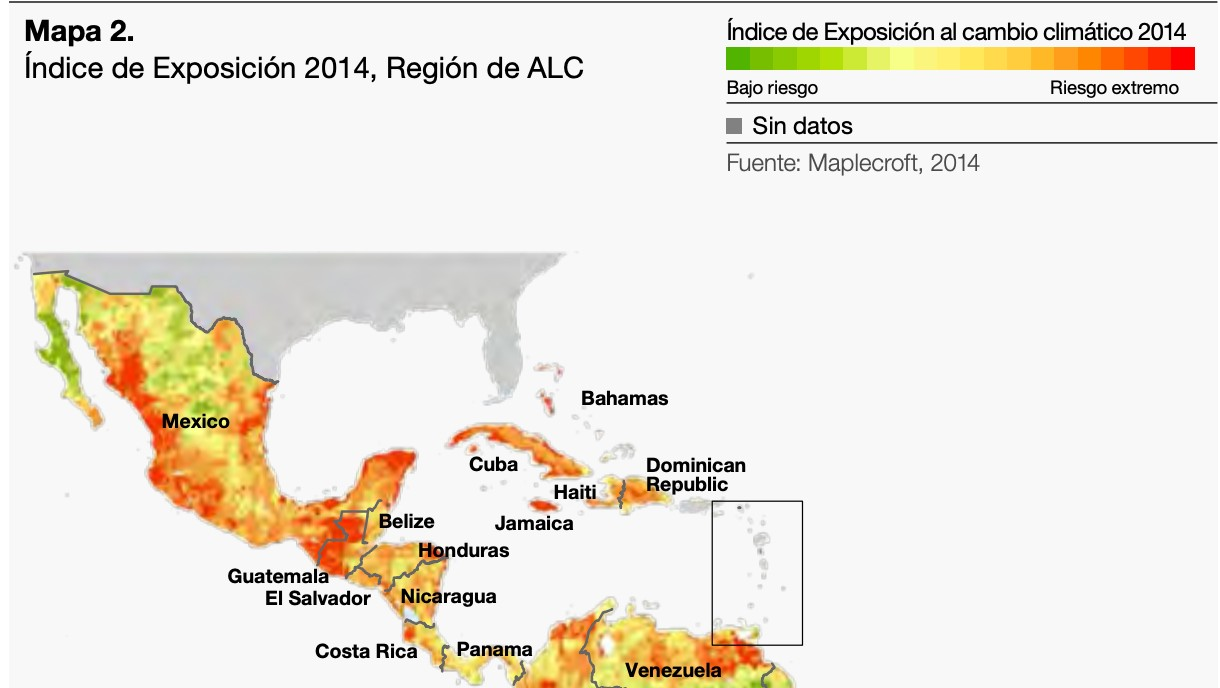 Mapa 2.
Índice de Exposición 2014, Región de ALC
Índice de Exposición al cambio climático 2014
Bajo riesgo
Riesgo extremo
Sin datos
Fuente: Maplecroft, 2014
Bahamas
Mexico
Cuba
Dominican
Republic
Haiti
Jamaica
Belize
Honduras
Guatemala
El Salvador
Nicaragua
Costa Rica
Panama
Venezuela